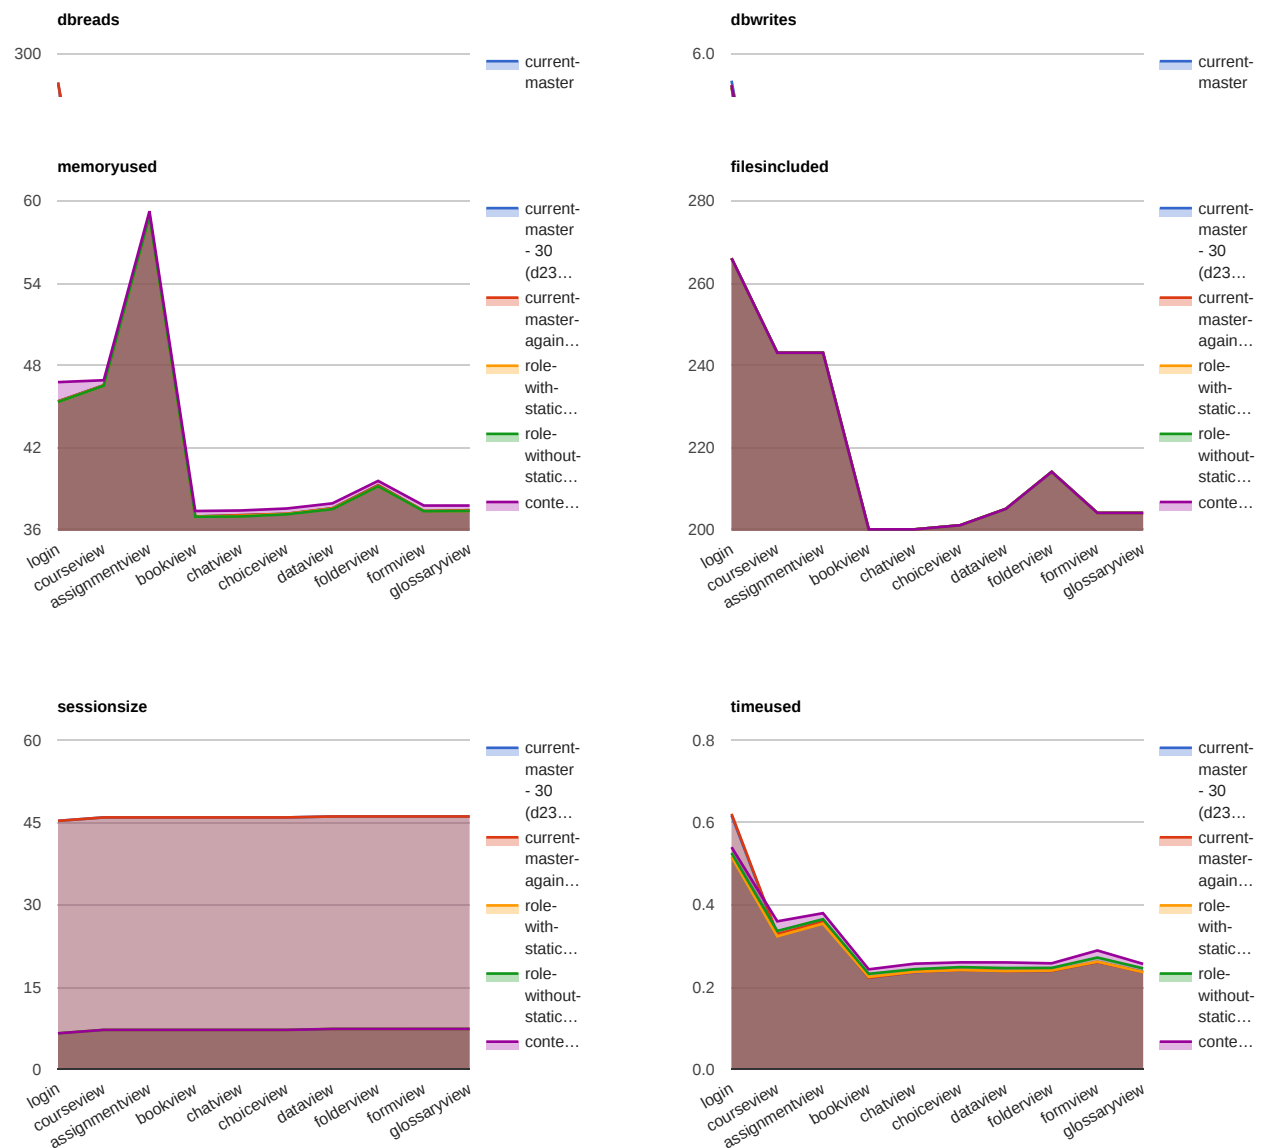 dbreads
300
current-
master
dbwrites
6.0
current-
master
memoryused
60
54
48
42
36
login
courseview
assignmentview
bookview
chatview
choiceview
dataview
folderview
formview
glossaryview
current-
master
- 30
(d23...
current-
master-
again...
role-
with-
static...
role-
without-
static...
conte...
filesincluded
280
260
240
220
200
login
courseview
assignmentview
bookview
chatview
choiceview
dataview
folderview
formview
glossaryview
current-
master
- 30
(d23...
current-
master-
again...
role-
with-
static...
role-
without-
static...
conte...
sessionsize
60
45
30
15
0
login
courseview
assignmentview
bookview
chatview
choiceview
dataview
folderview
formview
glossaryview
current-
master
- 30
(d23...
current-
master-
again...
role-
with-
static...
role-
without-
static...
conte...
timeused
0.8
0.6
0.4
0.2
0.0
login
courseview
assignmentview
bookview
chatview
choiceview
dataview
folderview
formview
glossaryview
current-
master
- 30
(d23...
current-
master-
again...
role-
with-
static...
role-
without-
static...
conte...